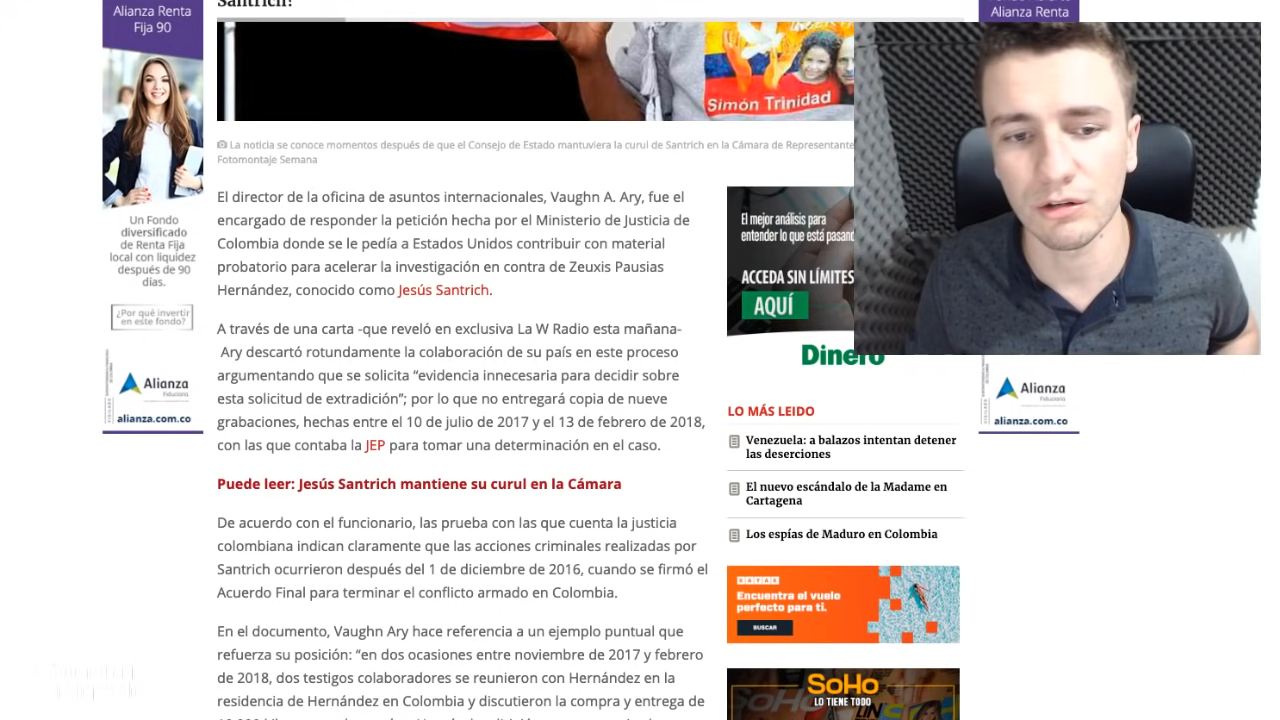 Santrich?
Alianza Renta
Fija 90
Alianza Renta
Simón Trinidad
La noticia se conoce momentos después de que el Consejo de Estado mantuviera la curul de Santrich en la Cámara de Representante
Fotomontaje Semana
El director de la oficina de asuntos internacionales, Vaughn A. Ary, fue el
encargado de responder la petición hecha por el Ministerio de Justicia de
Colombia donde se le pedía a Estados Unidos contribuir con material
probatorio para acelerar la investigación en contra de Zeuxis Pausias
Hernández, conocido como Jesús Santrich.
A través de una carta -que reveló en exclusiva La W Radio esta mañana-
Ary descartó rotundamente la colaboración de su país en este proceso
argumentando que se solicita “evidencia innecesaria para decidir sobre
esta solicitud de extradición”; por lo que no entregará copia de nueve
grabaciones, hechas entre el 10 de julio de 2017 y el 13 de febrero de 2018,
con las que contaba la JEP para tomar una determinación en el caso.
Puede leer: Jesús Santrich mantiene su curul en la Cámara
De acuerdo con el funcionario, las prueba con las que cuenta la justicia
colombiana indican claramente que las acciones criminales realizadas por
Santrich ocurrieron después del 1 de diciembre de 2016, cuando se firmó el
Acuerdo Final para terminar el conflicto armado en Colombia.
En el documento, Vaughn Ary hace referencia a un ejemplo puntual que
refuerza su posición: “en dos ocasiones entre noviembre de 2017 y febrero
de 2018, dos testigos colaboradores se reunieron con Hernández en la
residencia de Hernández en Colombia y discutieron la compra y entrega de
Un Fondo
diversificado
de Renta Fija
local con liquidez
después de 90
días.
¿Por qué invertir
en este fondo?
Alianza
Fiduciaria
alianza.com.co
El mejor análisis para
entender lo que está pasand
ACCEDA SIN LÍMITES
AQUÍ
Dinero
LO MÁS LEIDO
Venezuela: a balazos intentan detener
las deserciones
El nuevo escándalo de la Madame en
Cartagena
Los espías de Maduro en Colombia
KAYAK
Encuentra el vuelo
perfecto para ti.
BUSCAR
SoHo
LO TIENE TODO
Alianza
Fiduciaria
alianza.com.co